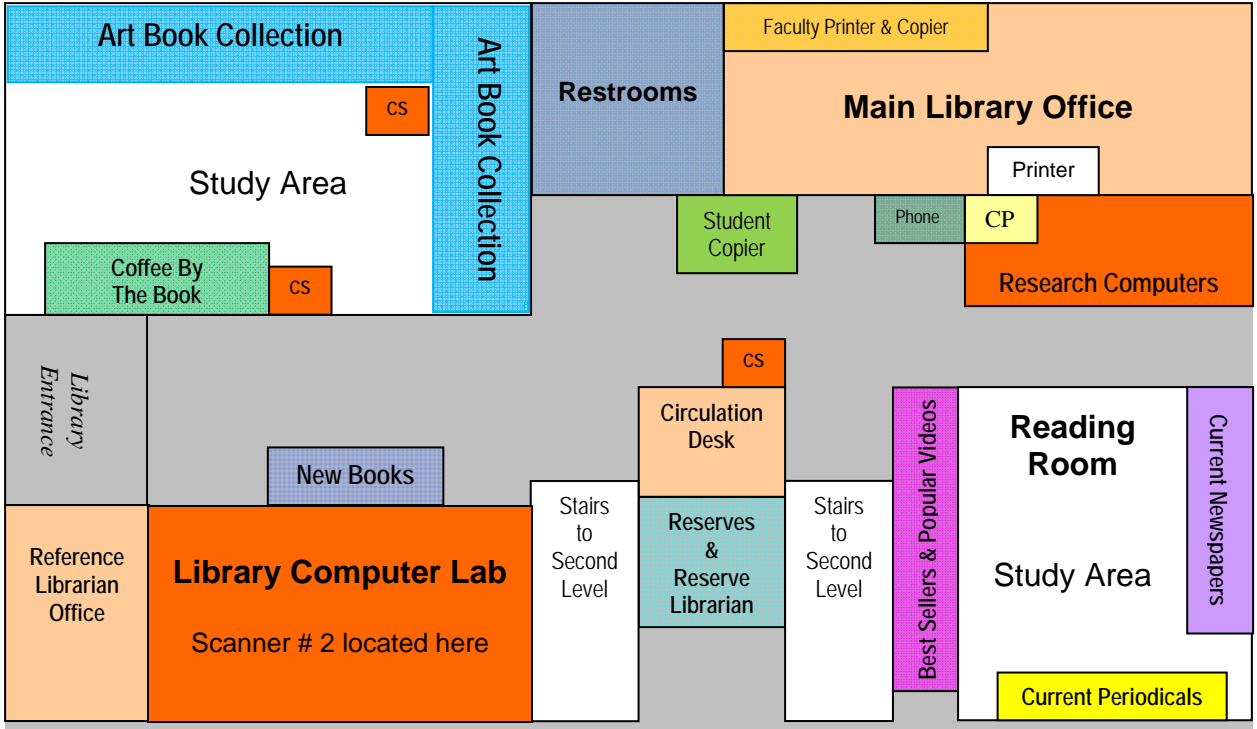 Art Book Collection
Art Book Collection
CS
Study Area
Coffee By
The Book
CS
Restrooms
Faculty Printer & Copier
Main Library Office
Printer
Student
Copier
Phone
CP
Research Computers
Library
Entrance
New Books
CS
Circulation
Desk
Reserves
&
Reserve
Librarian
Reference
Librarian
Office
Library Computer Lab
Scanner # 2 located here
Stairs
to
Second
Level
Stairs
to
Second
Level
Best Sellers & Popular Videos
Reading
Room
Study Area
Current Newspapers
Current Periodicals